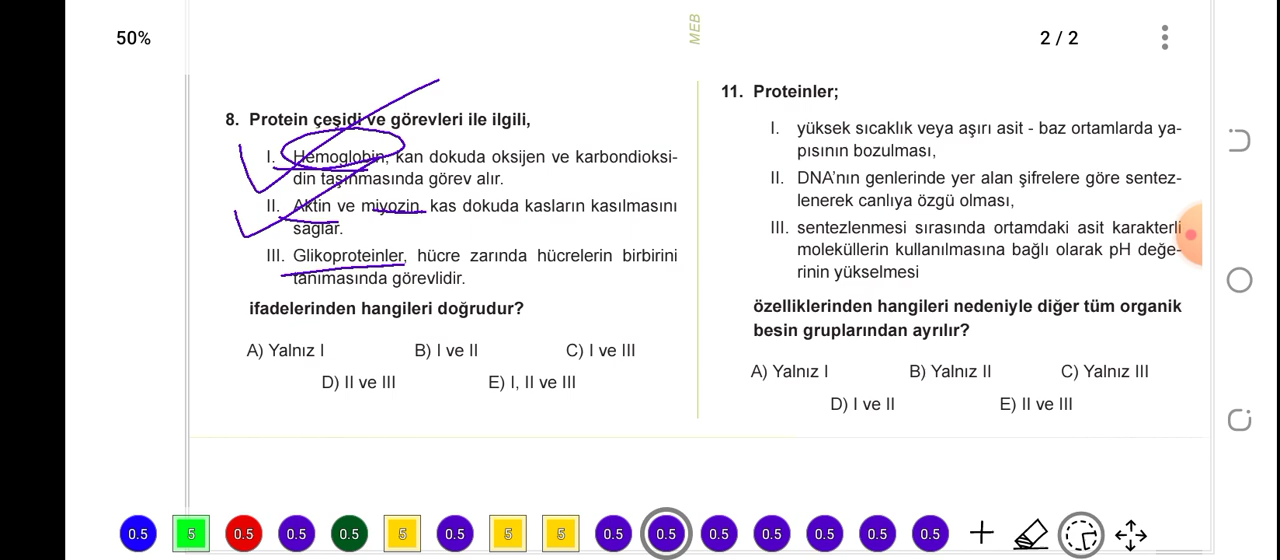 50%
MEB
2 / 2
8. Protein çeşidi ve görevleri ile ilgili,
I. Hemoglobin, kan dokuda oksijen ve karbondioksi-
din taşınmasında görev alır.
II. Aktin ve miyozin, kas dokuda kasların kasılmasını
sağlar.
III. Glikoproteinler, hücre zarında hücrelerin birbirini
tanımasında görevlidir.
ifadelerinden hangileri doğrudur?
A) Yalnız I B) I ve II C) I ve III
D) II ve III E) I, II ve III
11. Proteinler;
I. yüksek sıcaklık veya aşırı asit - baz ortamlarda ya-
pısının bozulması,
II. DNA’nın genlerinde yer alan şifrelere göre sentez-
lenerek canlıya özgü olması,
III. sentezlenmesi sırasında ortamdaki asit karakterli
moleküllerin kullanılmasına bağlı olarak pH değe-
rinin yükselmesi
özelliklerinden hangileri nedeniyle diğer tüm organik
besin gruplarından ayrılır?
A) Yalnız I B) Yalnız II C) Yalnız III
D) I ve II E) II ve III
0.5 5 0.5 0.5 0.5 5 0.5 5 5 0.5 0.5 0.5 0.5 0.5 0.5 0.5